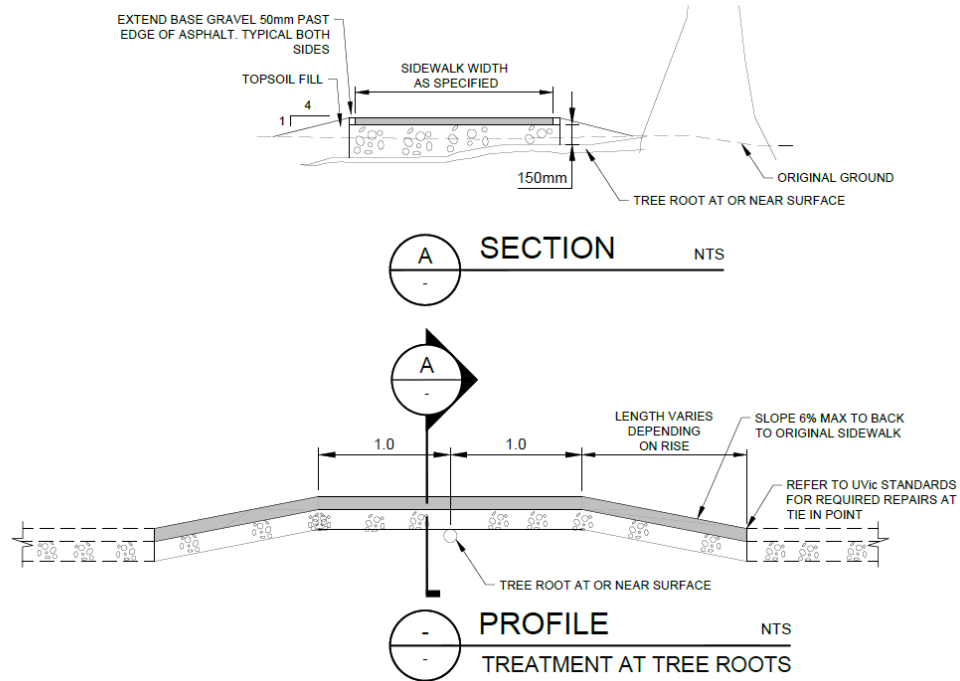 EXTEND BASE GRAVEL 50mm PAST
EDGE OF ASPHALT. TYPICAL BOTH
SIDES
TOPSOIL FILL
SIDEWALK WIDTH
AS SPECIFIED
4
1
150mm
ORIGINAL GROUND
TREE ROOT AT OR NEAR SURFACE
A
-
SECTION
NTS
A
-
1.0
1.0
LENGTH VARIES
DEPENDING
ON RISE
SLOPE 6% MAX TO BACK
TO ORIGINAL SIDEWALK
REFER TO UVic STANDARDS
FOR REQUIRED REPAIRS AT
TIE IN POINT
TREE ROOT AT OR NEAR SURFACE
-
-
PROFILE
NTS
TREATMENT AT TREE ROOTS